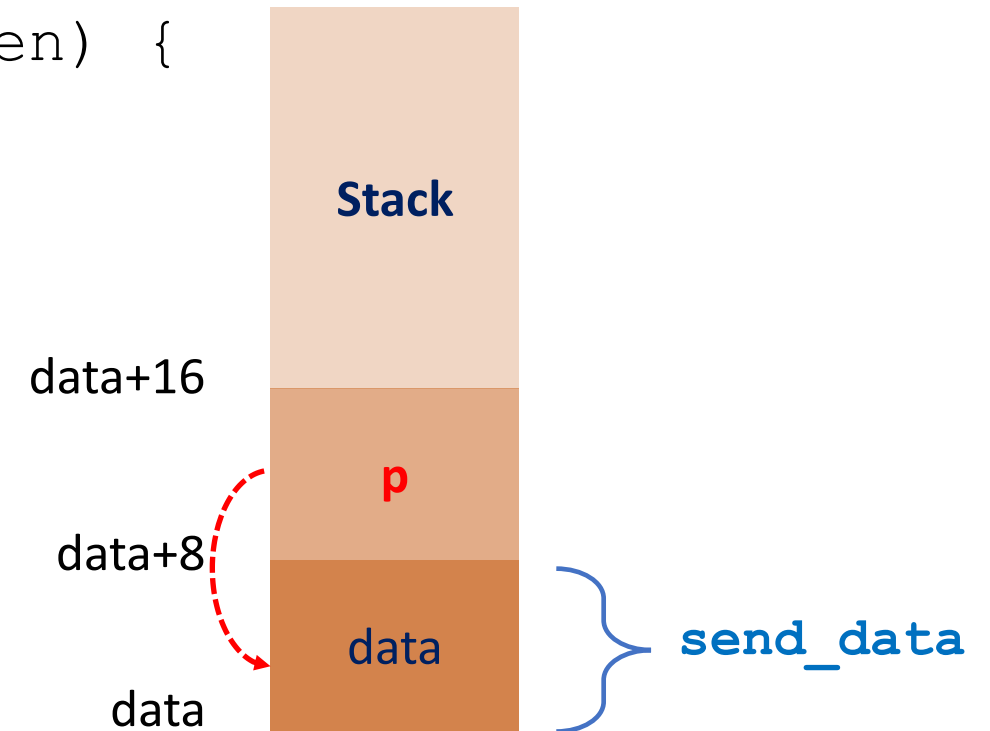 en) {
Stack
data+16
p
data+8
data
send_data
data